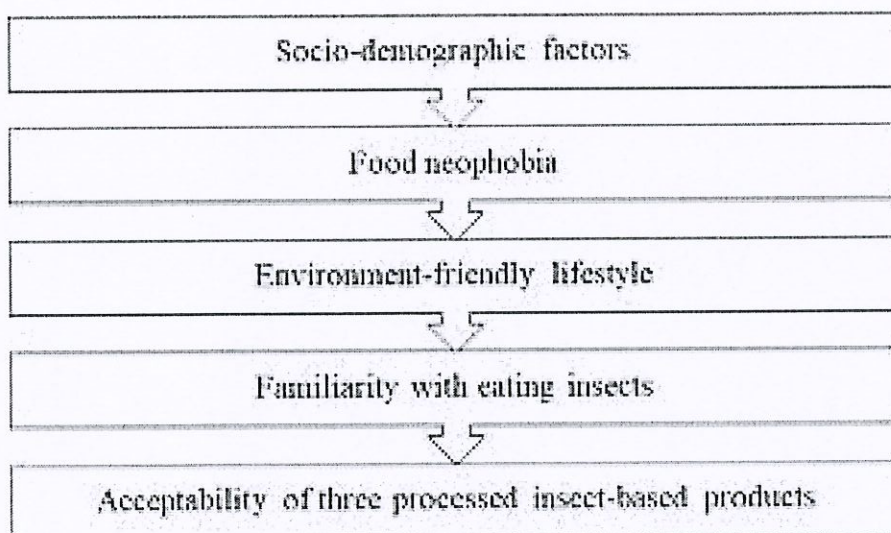 Socio-demographic factors
Food neophobia
Environment-friendly lifestyle
Familiarity with eating insects
Acceptability of three processed insect-based products